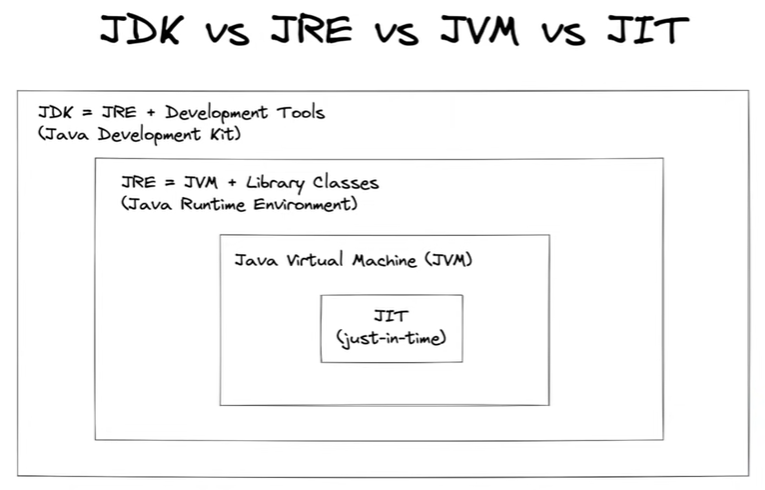 JDK vs JRE vs JVM vs JIT
JDK = JRE + Development Tools
(Java Development Kit)
JRE = JVM + Library Classes
(Java Runtime Environment)
Java Virtual Machine (JVM)
JIT
(just-in-time)